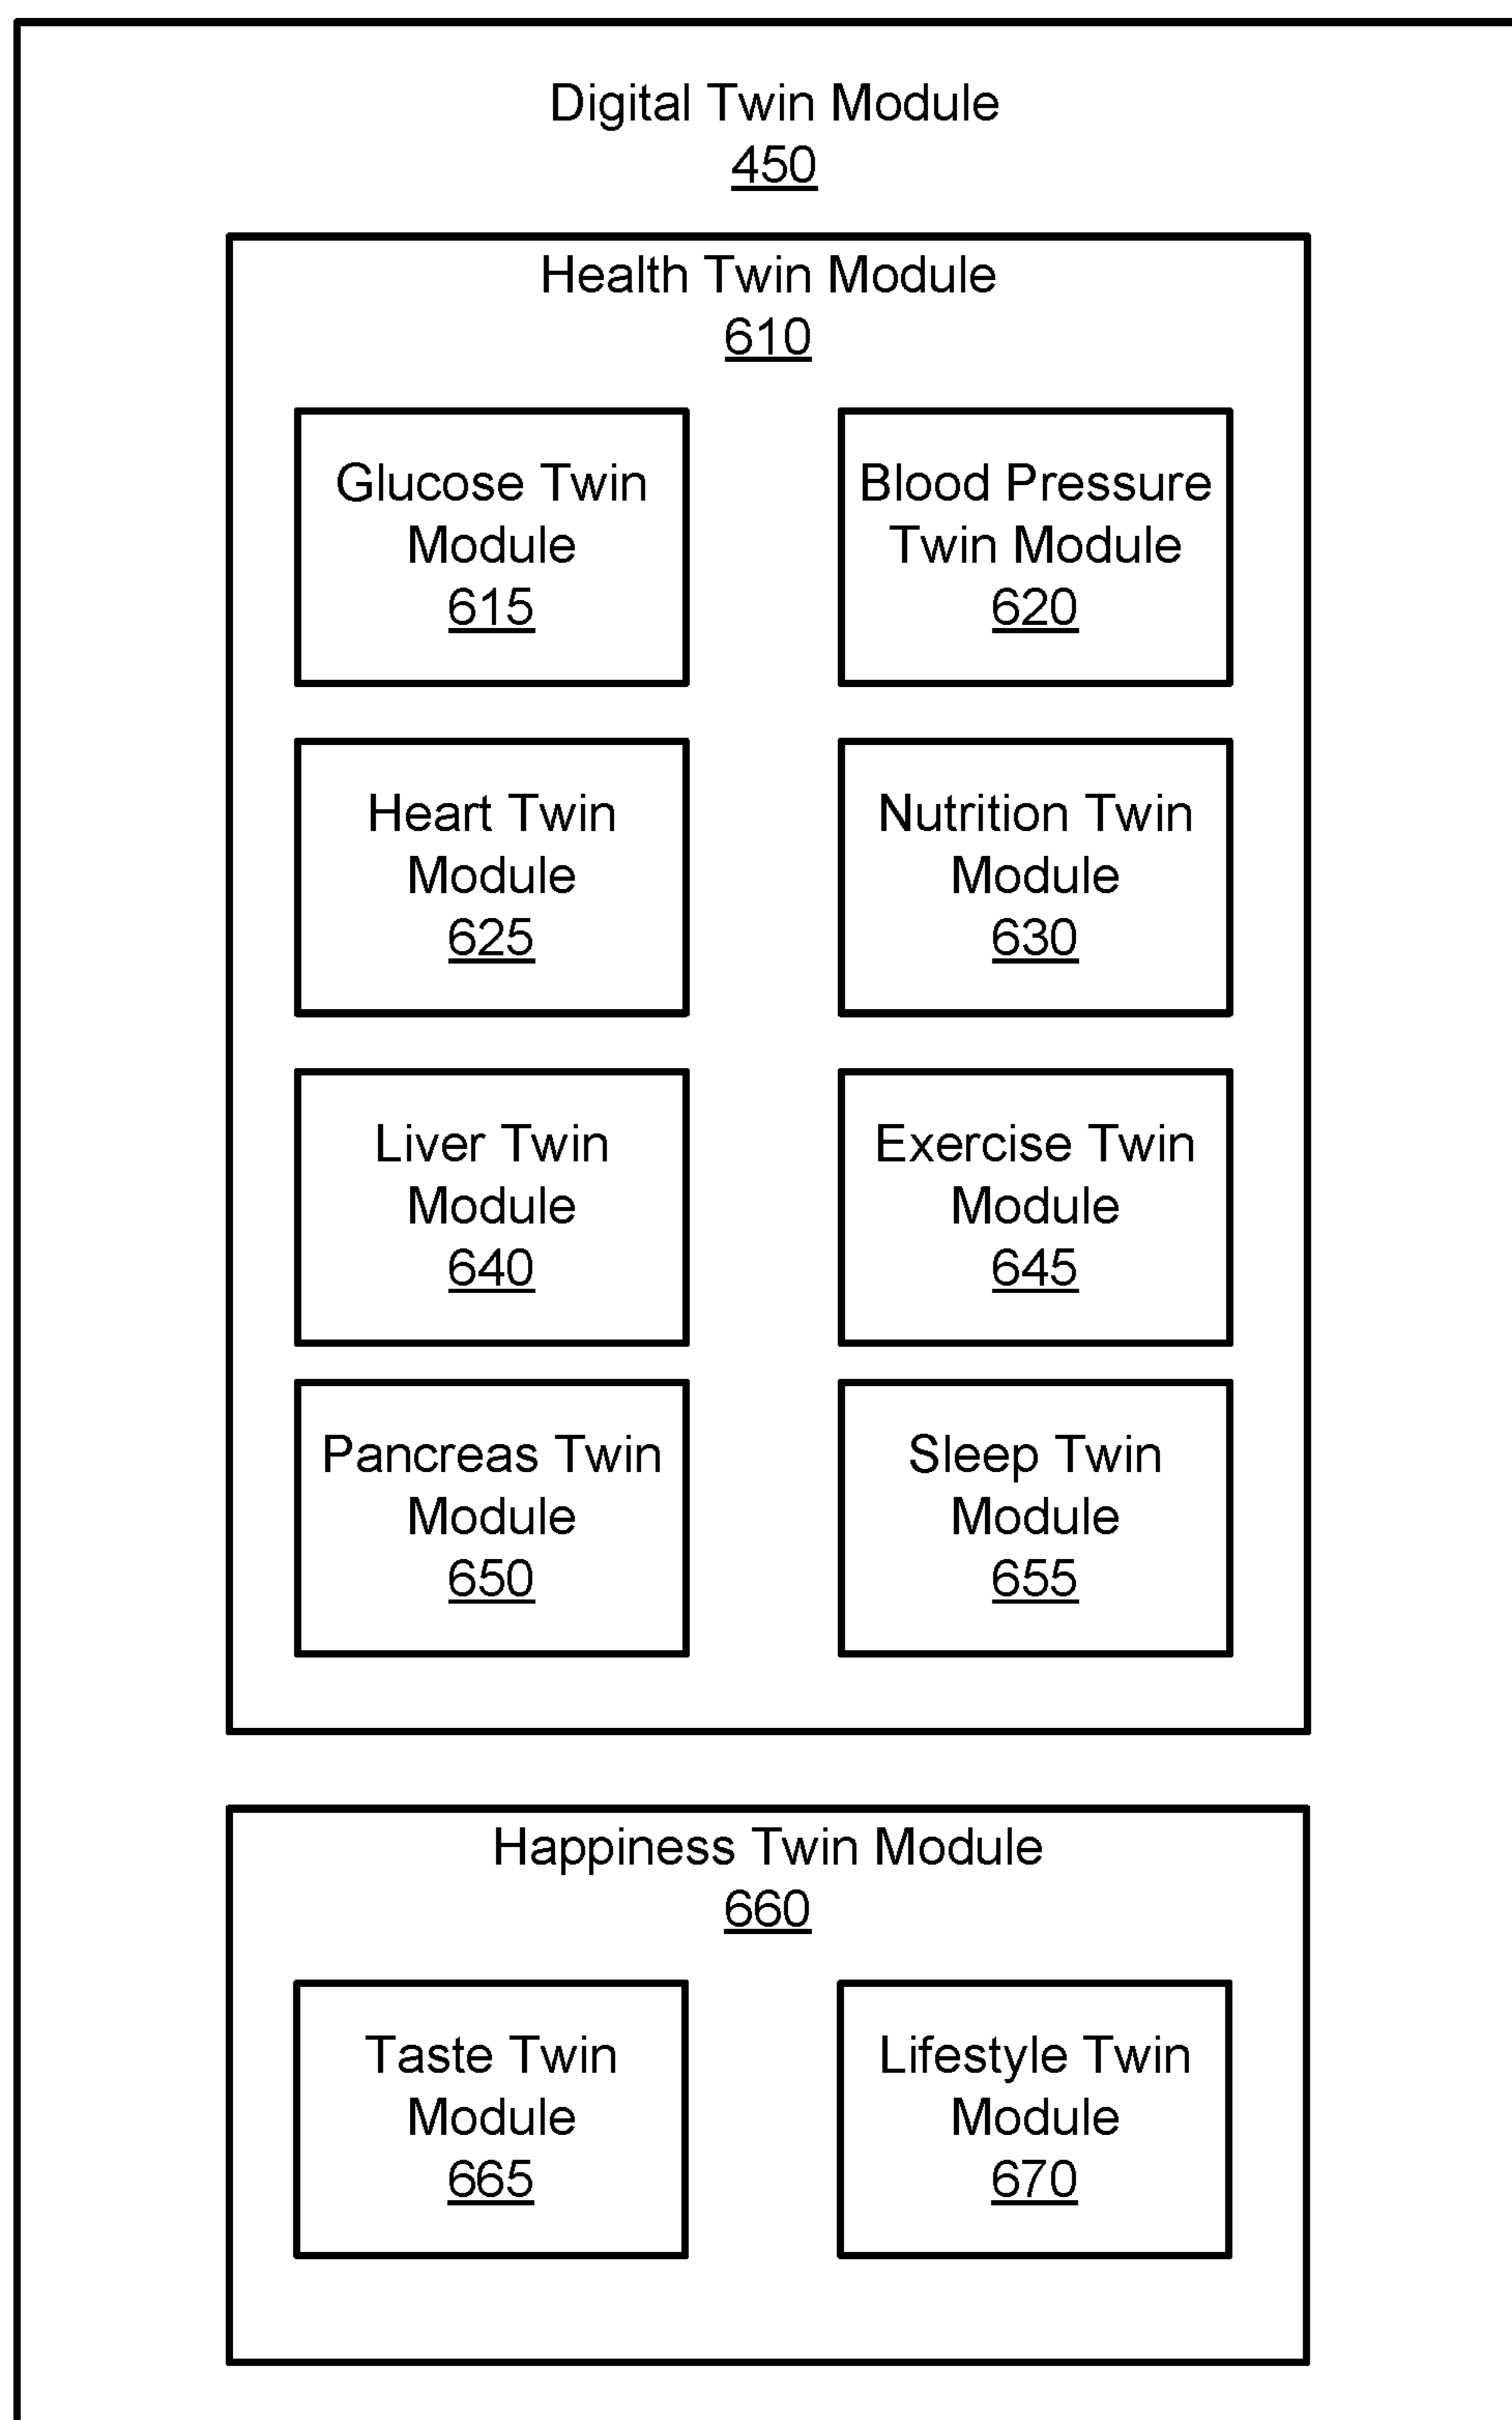 Digital Twin Module
450
Health Twin Module
610
Glucose Twin
Module
615
Blood Pressure
Twin Module
620
Heart Twin
Module
625
Nutrition Twin
Module
630
Liver Twin
Module
640
Exercise Twin
Module
645
Pancreas Twin
Module
650
Sleep Twin
Module
655
Happiness Twin Module
660
Taste Twin
Module
665
Lifestyle Twin
Module
670